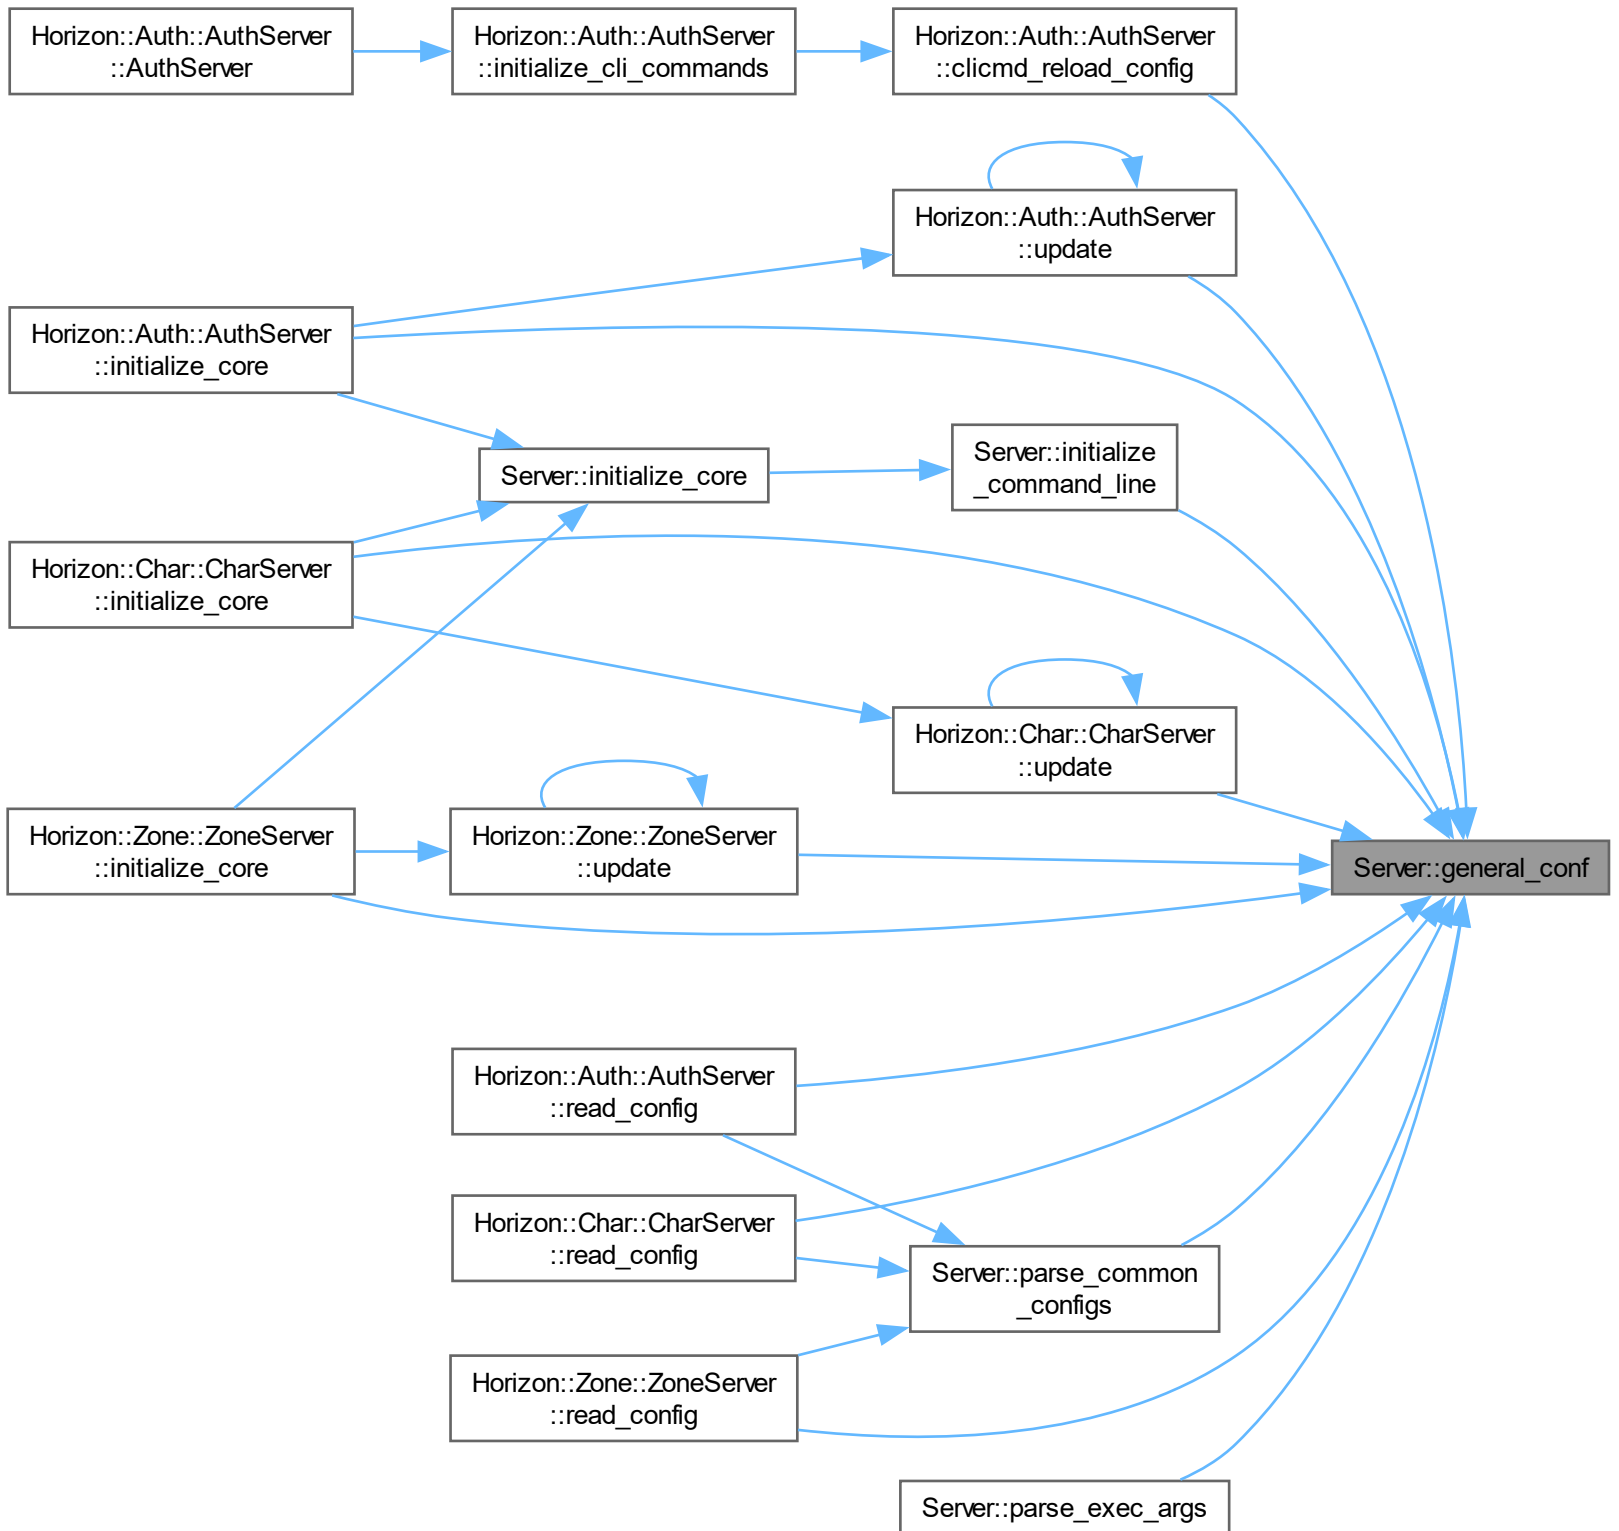 Horizon::Auth::AuthServer
::AuthServer
Horizon::Auth::AuthServer
::initialize_cli_commands
Horizon::Auth::AuthServer
::clicmd_reload_config
Horizon::Auth::AuthServer
::update
Horizon::Auth::AuthServer
::initialize_core
Server::initialize_core
Server::initialize
_command_line
Horizon::Char::CharServer
::initialize_core
Horizon::Char::CharServer
::update
Horizon::Zone::ZoneServer
::initialize_core
Horizon::Zone::ZoneServer
::update
Server::general_conf
Horizon::Auth::AuthServer
::read_config
Horizon::Char::CharServer
::read_config
Server::parse_common
_configs
Horizon::Zone::ZoneServer
::read_config
Server::parse_exec_args